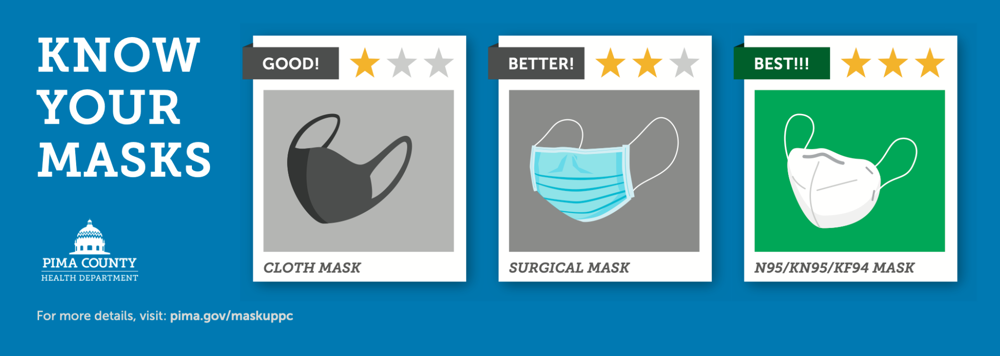 KNOW
YOUR
MASKS
PIMA COUNTY
HEALTH DEPARTMENT
For more details, visit: pima.gov/maskuppc
GOOD!
CLOTH MASK
BETTER!
SURGICAL MASK
BEST!!!
N95/KN95/KF94 MASK